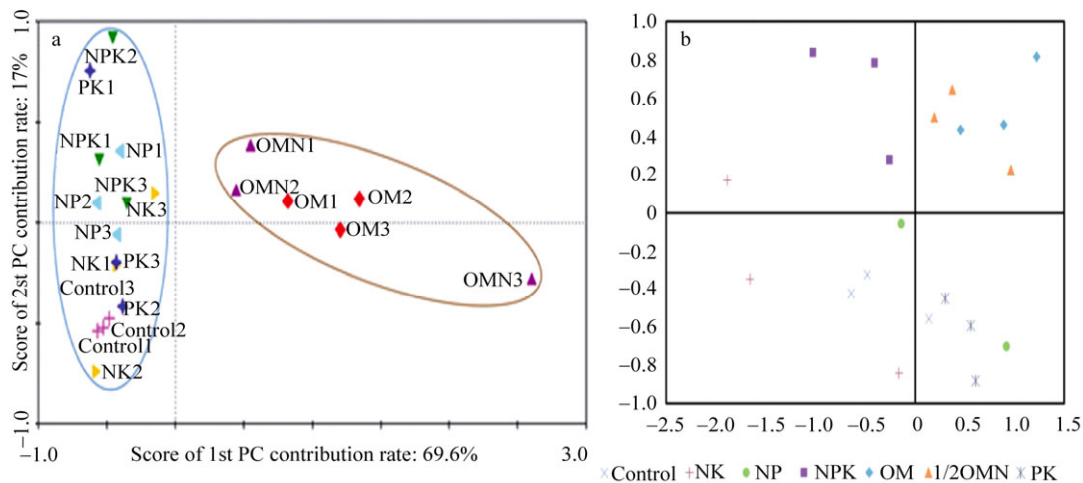 a
1.0
NPK2
PK1
NPK1
NP1
NPK3
NP2
NK3
NP3
NK1
PK3
Control3
PK2
Control2
Control1
NK2
OMN1
OMN2
OM1
OM2
OM3
OMN3
Score of 2st PC contribution rate: 17%
−1.0
−1.0
Score of 1st PC contribution rate: 69.6%
3.0
b
1.0
0.8
0.6
0.4
0.2
0
−0.2
−0.4
−0.6
−0.8
−1.0
−2.5 −2.0 −1.5 −1.0 −0.5 0 0.5 1.0 1.5
Control NK NP NPK OM 1/2OMN PK